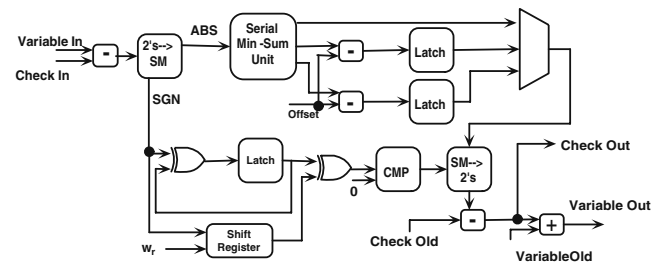 Variable In
Check In
-
2's-->
SM
ABS
SGN
Serial
Min -Sum
Unit
-
-
Offset
Latch
Latch
Latch
0
CMP
SM-->
2's
Check Out
Shift
Register
w_r
Check Old
-
+
Variable Out
VariableOld